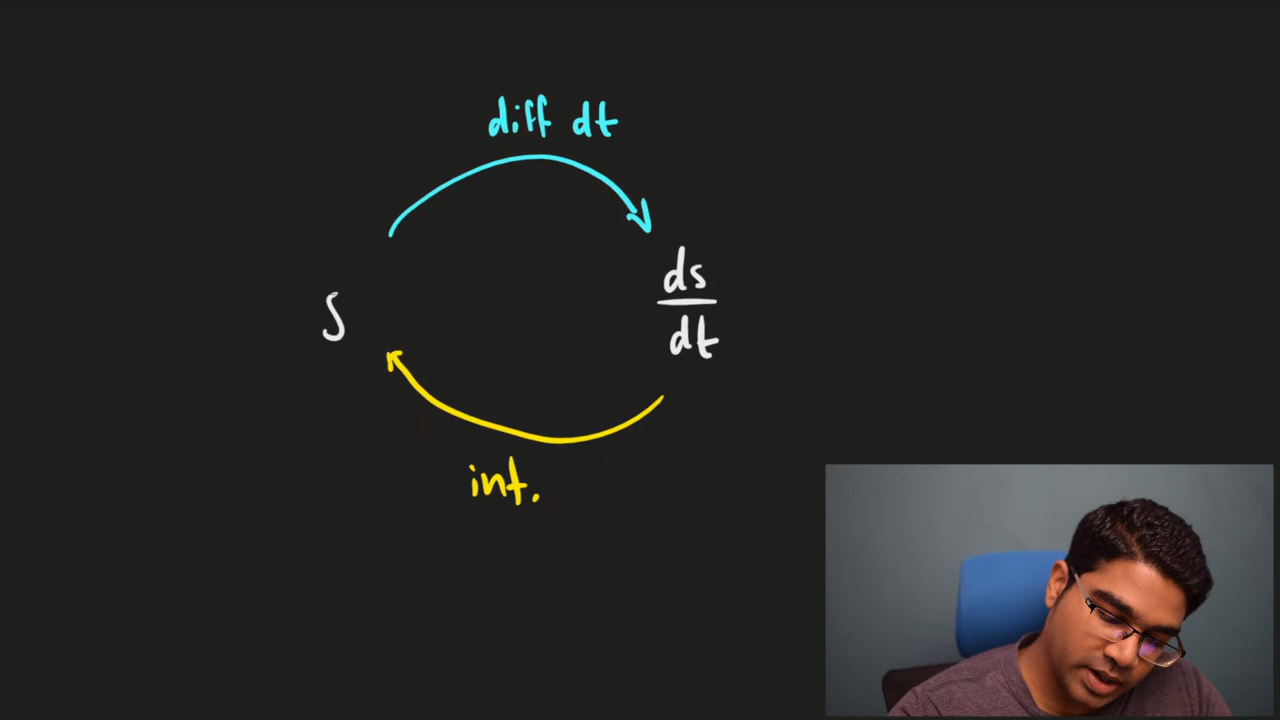 diff dt
s
ds
dt
int.